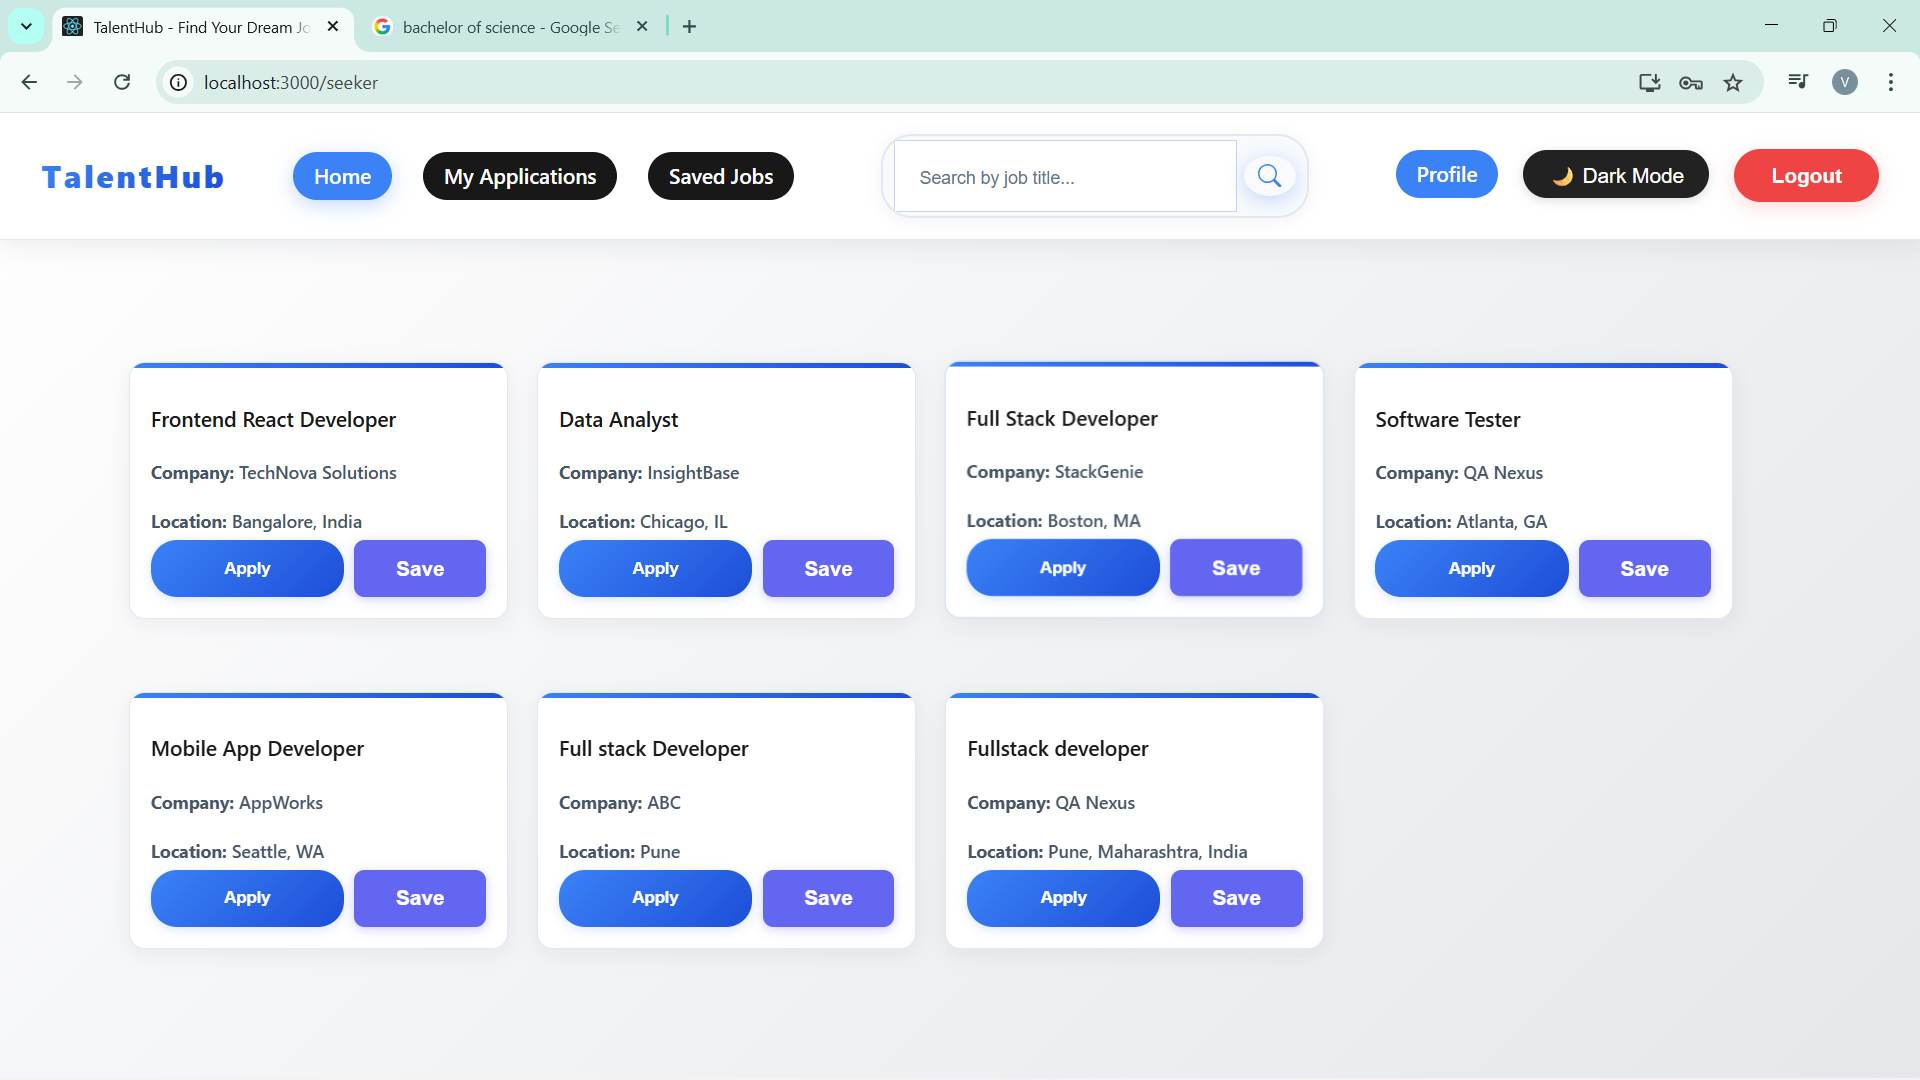 TalentHub - Find Your Dream Jo
bachelor of science - Google Se
localhost:3000/seeker
V
TalentHub
Home
My Applications
Saved Jobs
Search by job title...
Profile
🌙 Dark Mode
Logout
Frontend React Developer
Company: TechNova Solutions
Location: Bangalore, India
Apply
Save
Data Analyst
Company: InsightBase
Location: Chicago, IL
Apply
Save
Full Stack Developer
Company: StackGenie
Location: Boston, MA
Apply
Save
Software Tester
Company: QA Nexus
Location: Atlanta, GA
Apply
Save
Mobile App Developer
Company: AppWorks
Location: Seattle, WA
Apply
Save
Full stack Developer
Company: ABC
Location: Pune
Apply
Save
Fullstack developer
Company: QA Nexus
Location: Pune, Maharashtra, India
Apply
Save